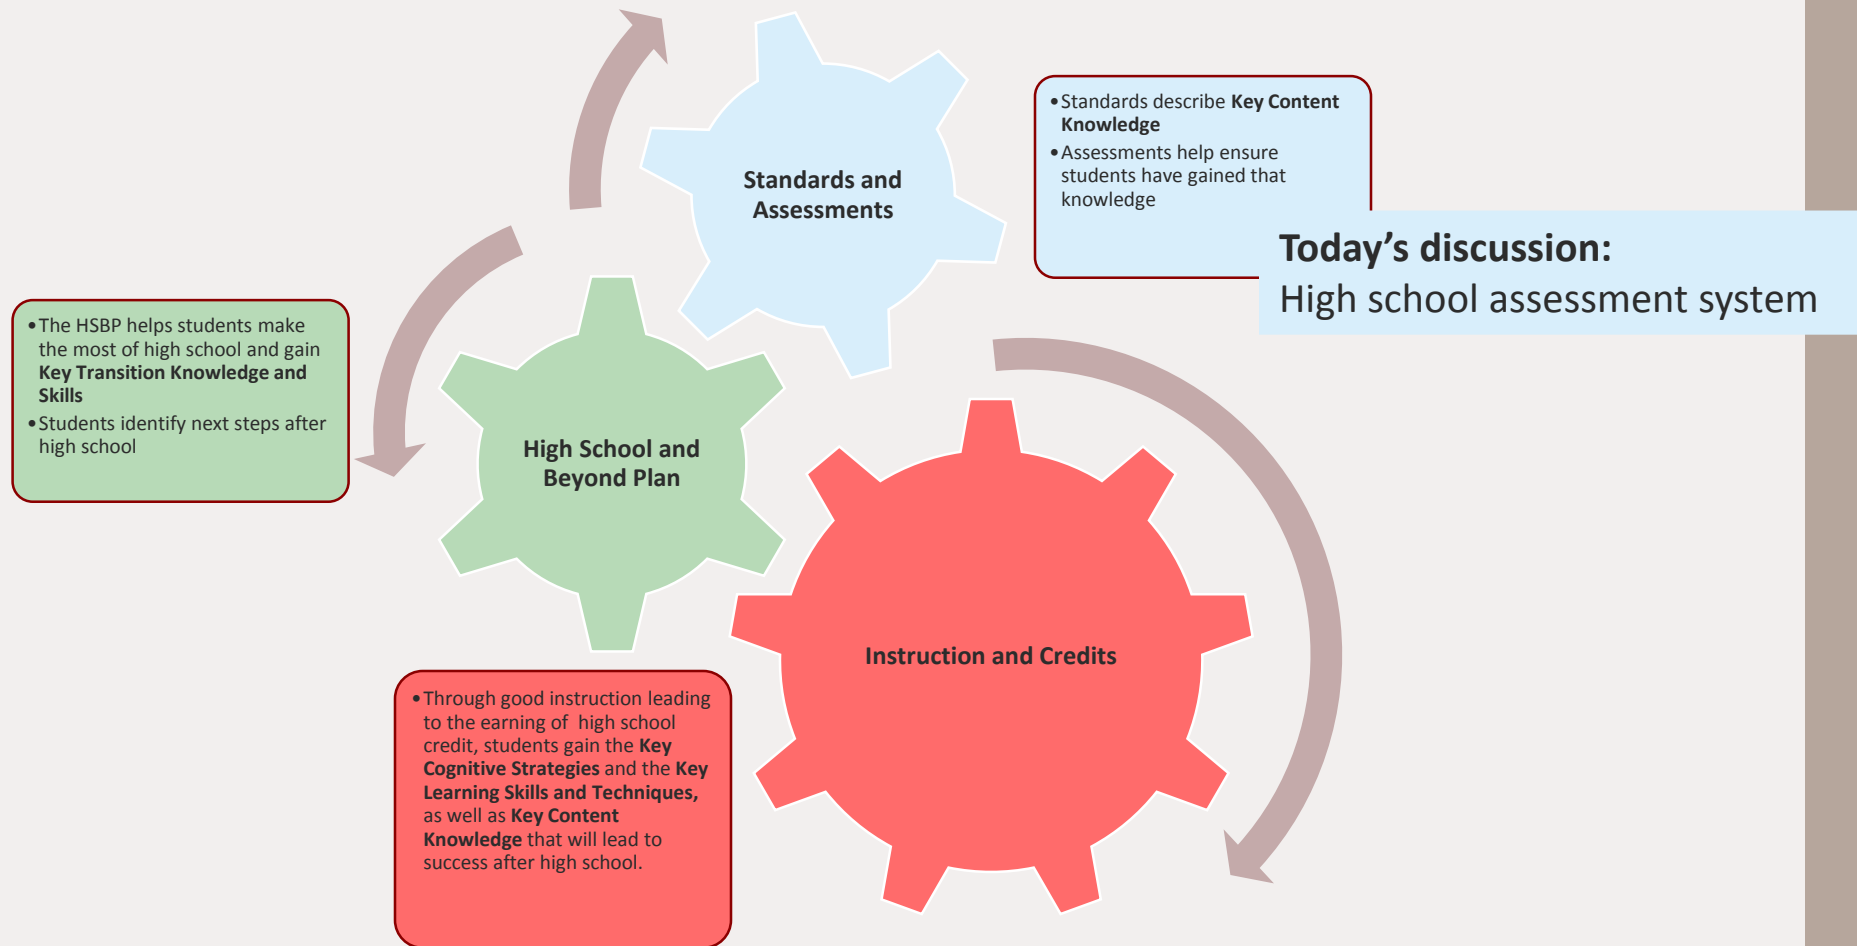 Standards and
Assessments
•Standards describe Key Content
Knowledge
•Assessments help ensure
students have gained that
knowledge
Today’s discussion:
High school assessment system
•The HSBP helps students make
the most of high school and gain
Key Transition Knowledge and
Skills
•Students identify next steps after
high school
High School and
Beyond Plan
Instruction and Credits
•Through good instruction leading
to the earning of  high school
credit, students gain the Key
Cognitive Strategies and the Key
Learning Skills and Techniques,
as well as Key Content
Knowledge that will lead to
success after high school.